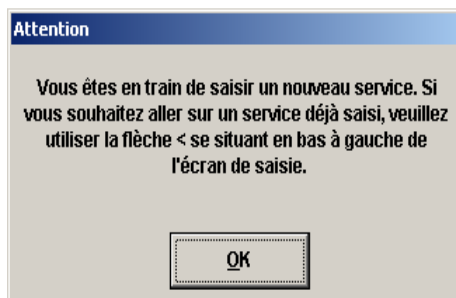 Attention
Vous êtes en train de saisir un nouveau service. Si
vous souhaitez aller sur un service déjà saisi, veuillez
utiliser la flèche < se situant en bas à gauche de
l'écran de saisie.
OK